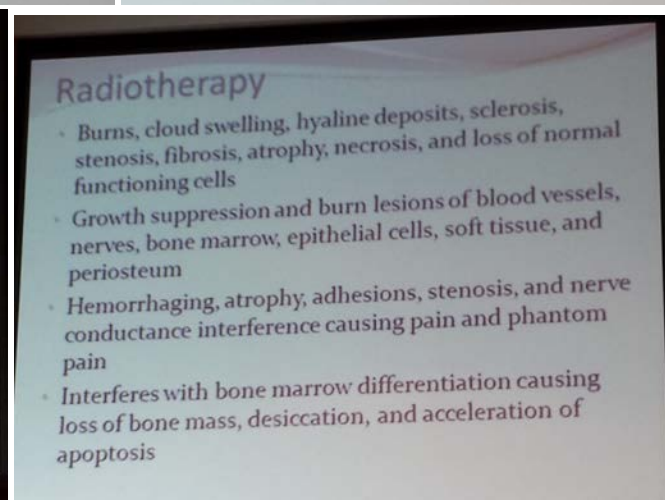 Radiotherapy
• Burns, cloud swelling, hyaline deposits, sclerosis,
stenosis, fibrosis, atrophy, necrosis, and loss of normal
functioning cells
• Growth suppression and burn lesions of blood vessels,
nerves, bone marrow, epithelial cells, soft tissue, and
periosteum
• Hemorrhaging, atrophy, adhesions, stenosis, and nerve
conductance interference causing pain and phantom
pain
• Interferes with bone marrow differentiation causing
loss of bone mass, desiccation, and acceleration of
apoptosis